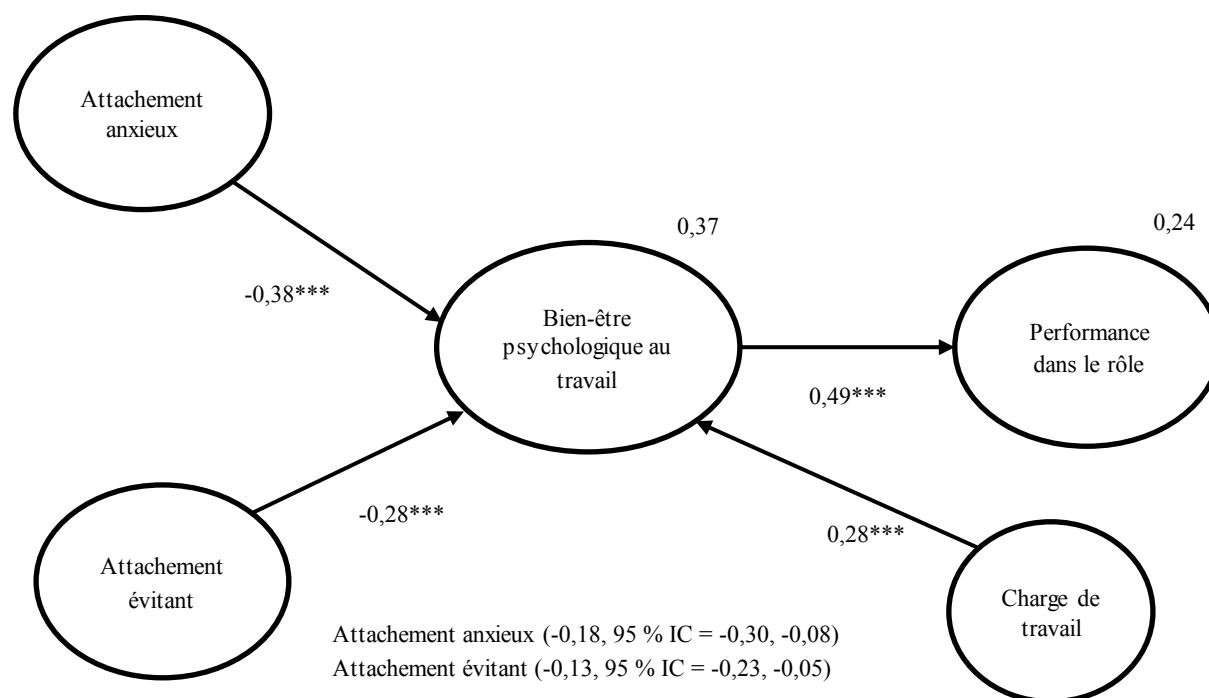 Attachement
anxieux
0,37
0,24
-0,38***
Bien-être
psychologique au
travail
Performance
dans le rôle
0,49***
-0,28***
0,28***
Attachement
évitant
Charge de
travail
Attachement anxieux (-0,18, 95 % IC = -0,30, -0,08)
Attachement évitant (-0,13, 95 % IC = -0,23, -0,05)